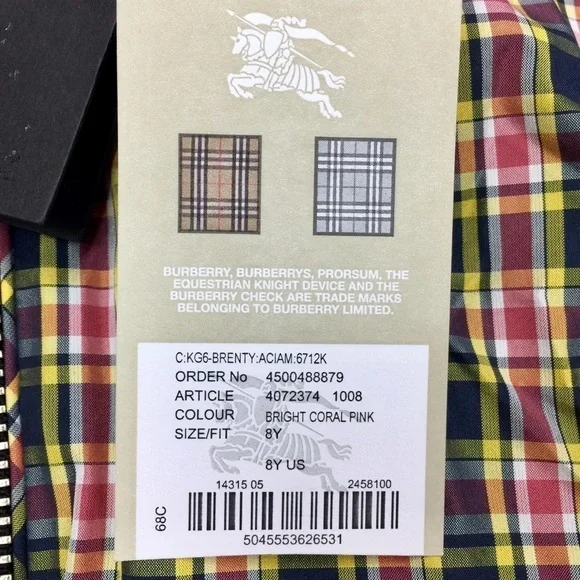 BURBERRY, BURBERRYS, PRORSUM, THE
EQUESTRIAN KNIGHT DEVICE AND THE
BURBERRY CHECK ARE TRADE MARKS
BELONGING TO BURBERRY LIMITED.
C:KG6-BRENTY:ACIAM:6712K
ORDER No 4500488879
ARTICLE 4072374 1008
COLOUR BRIGHT CORAL PINK
SIZE/FIT 8Y
8Y US
14315 05 2458100
68C
5045553626531